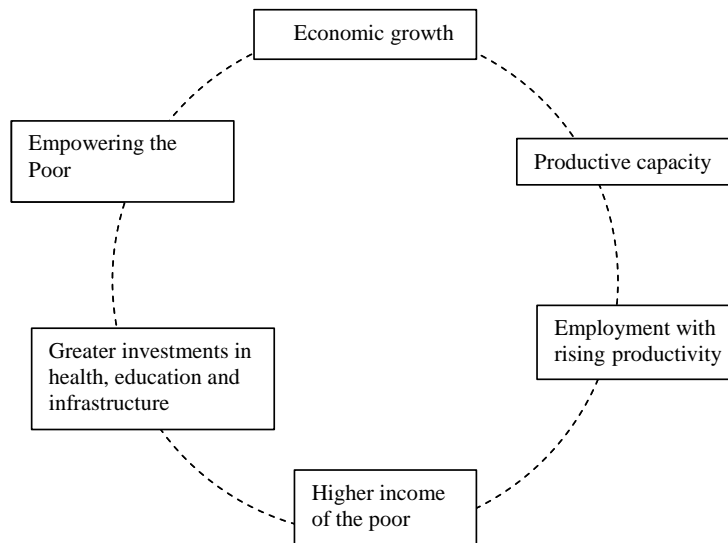 Economic growth
Productive capacity
Employment with
rising productivity
Higher income
of the poor
Greater investments in
health, education and
infrastructure
Empowering the
Poor